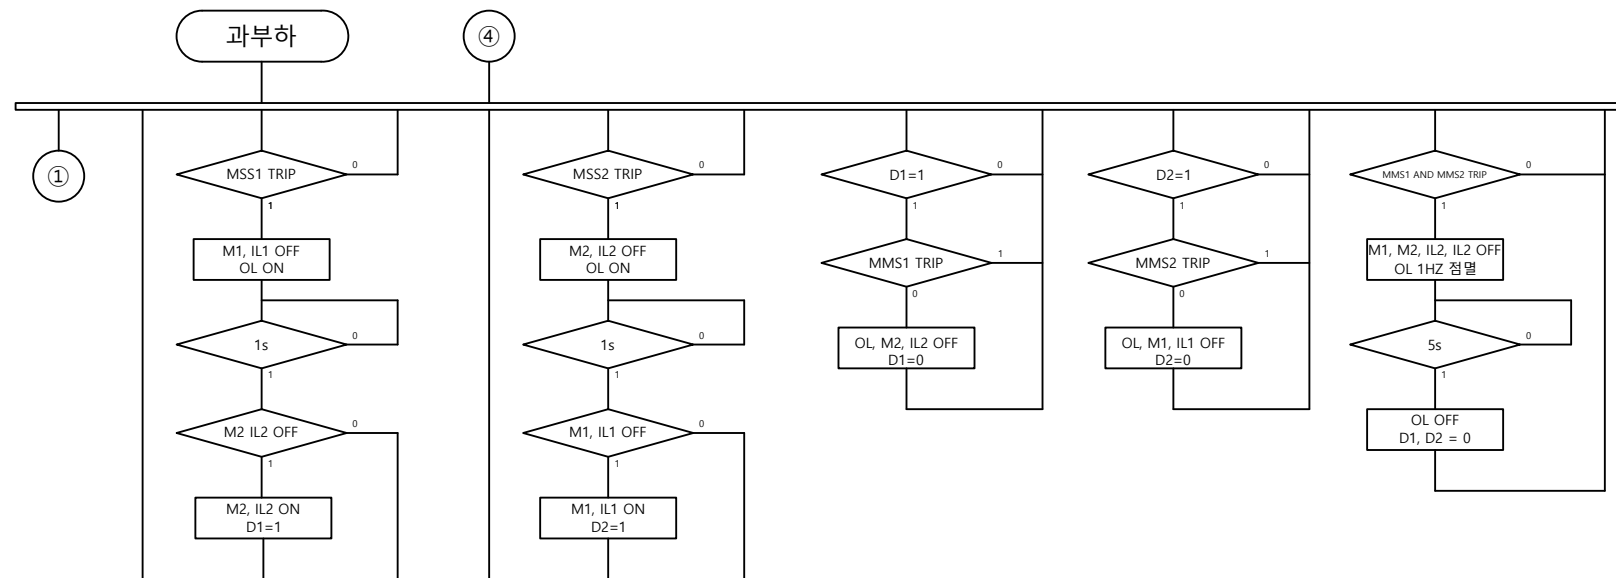 과부하
④
①
MSS1 TRIP
0
1
M1, IL1 OFF
OL ON
1s
0
1
M2 IL2 OFF
0
1
M2, IL2 ON
D1=1
MSS2 TRIP
0
1
M2, IL2 OFF
OL ON
1s
0
1
M1, IL1 OFF
0
1
M1, IL1 ON
D2=1
D1=1
0
1
MMS1 TRIP
1
0
OL, M2, IL2 OFF
D1=0
D2=1
0
1
MMS2 TRIP
1
0
OL, M1, IL1 OFF
D2=0
MMS1 AND MMS2 TRIP
0
1
M1, M2, IL2, IL2 OFF
OL 1HZ 점멸
5s
0
1
OL OFF
D1, D2 = 0